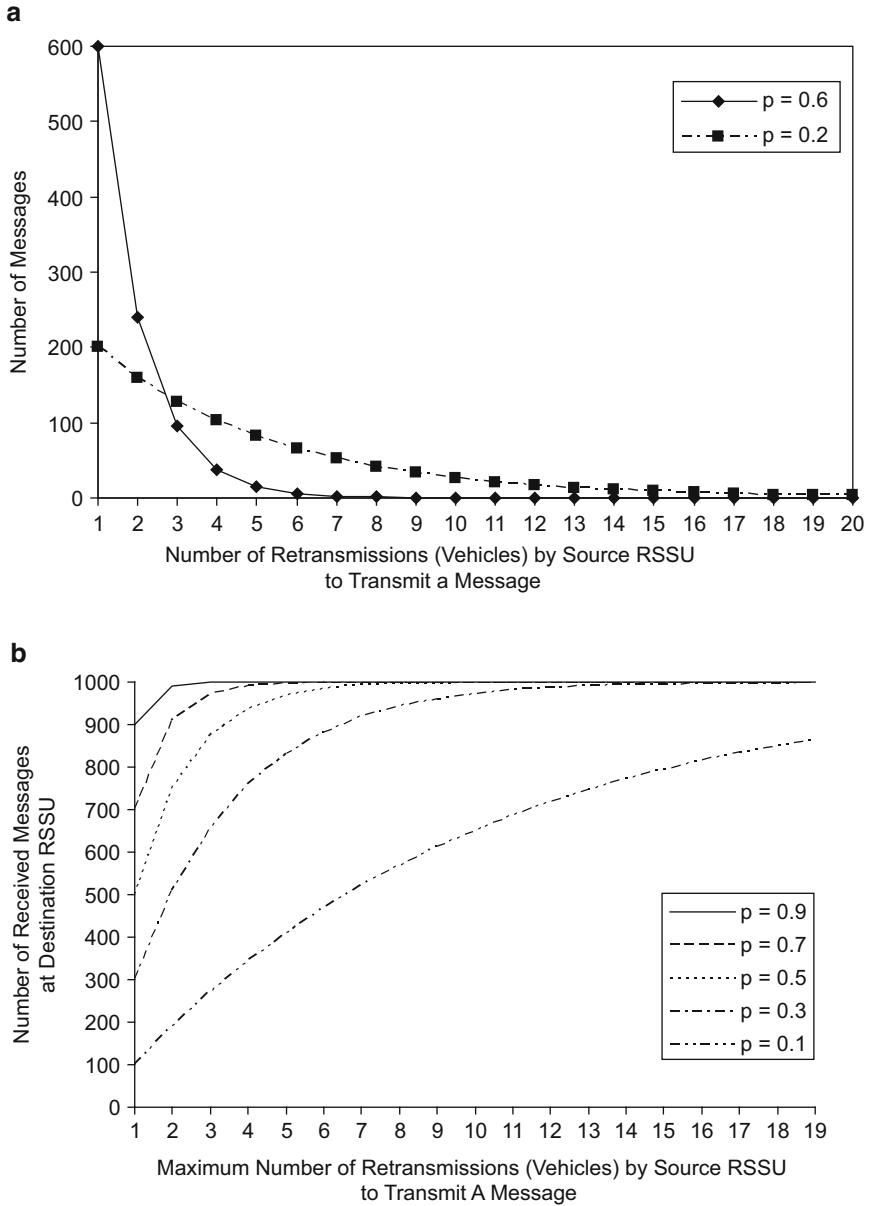 a
600
500
400
300
200
100
0
Number of Messages
p = 0.6
p = 0.2
1 2 3 4 5 6 7 8 9 10 11 12 13 14 15 16 17 18 19 20
Number of Retransmissions (Vehicles) by Source RSSU
to Transmit a Message
b
1000
900
800
700
600
500
400
300
200
100
0
Number of Received Messages
at Destination RSSU
p = 0.9
p = 0.7
p = 0.5
p = 0.3
p = 0.1
1 2 3 4 5 6 7 8 9 10 11 12 13 14 15 16 17 18 19
Maximum Number of Retransmissions (Vehicles) by Source RSSU
to Transmit A Message